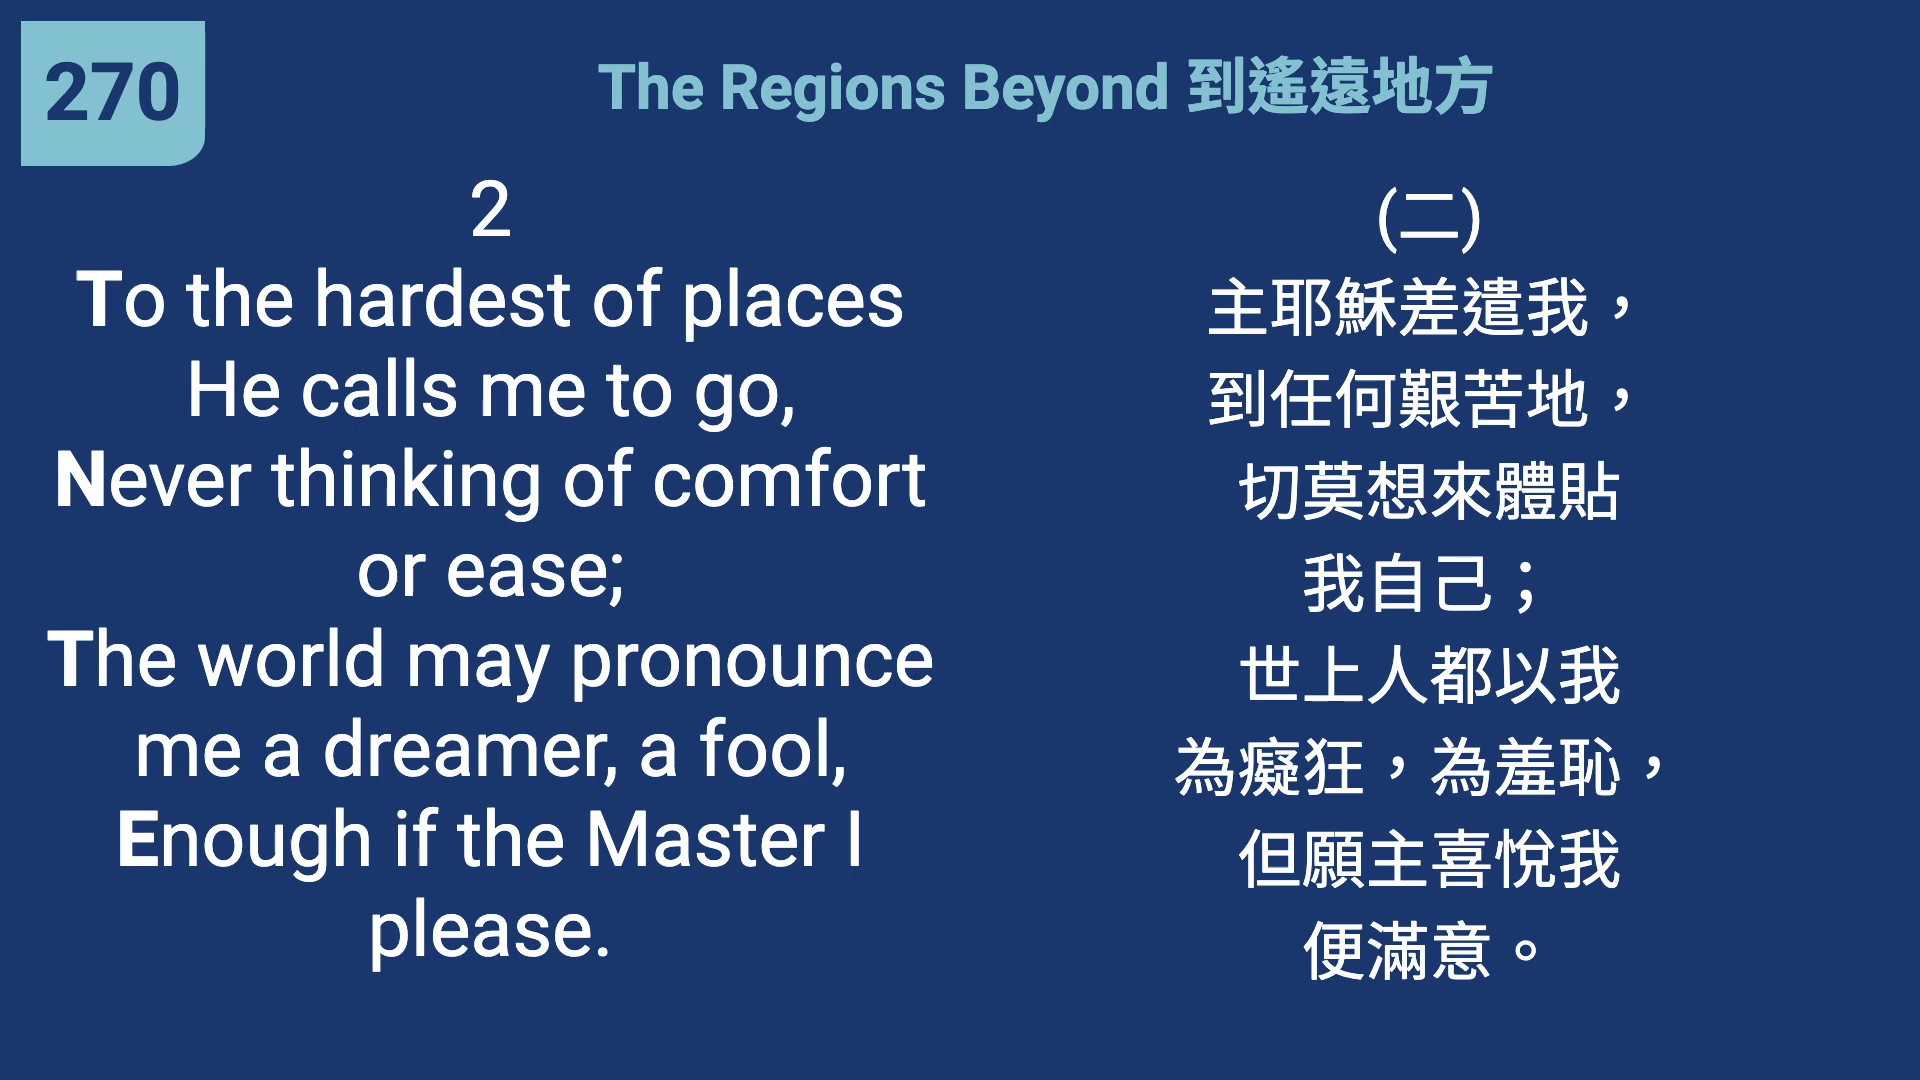 270
The Regions Beyond 到遙遠地方
2
To the hardest of places
He calls me to go,
Never thinking of comfort
or ease;
The world may pronounce
me a dreamer, a fool,
Enough if the Master I
please.
(二)
主耶穌差遣我，
到任何艱苦地，
切莫想來體貼
我自己；
世上人都以我
為癡狂，為羞恥，
但願主喜悅我
便滿意。